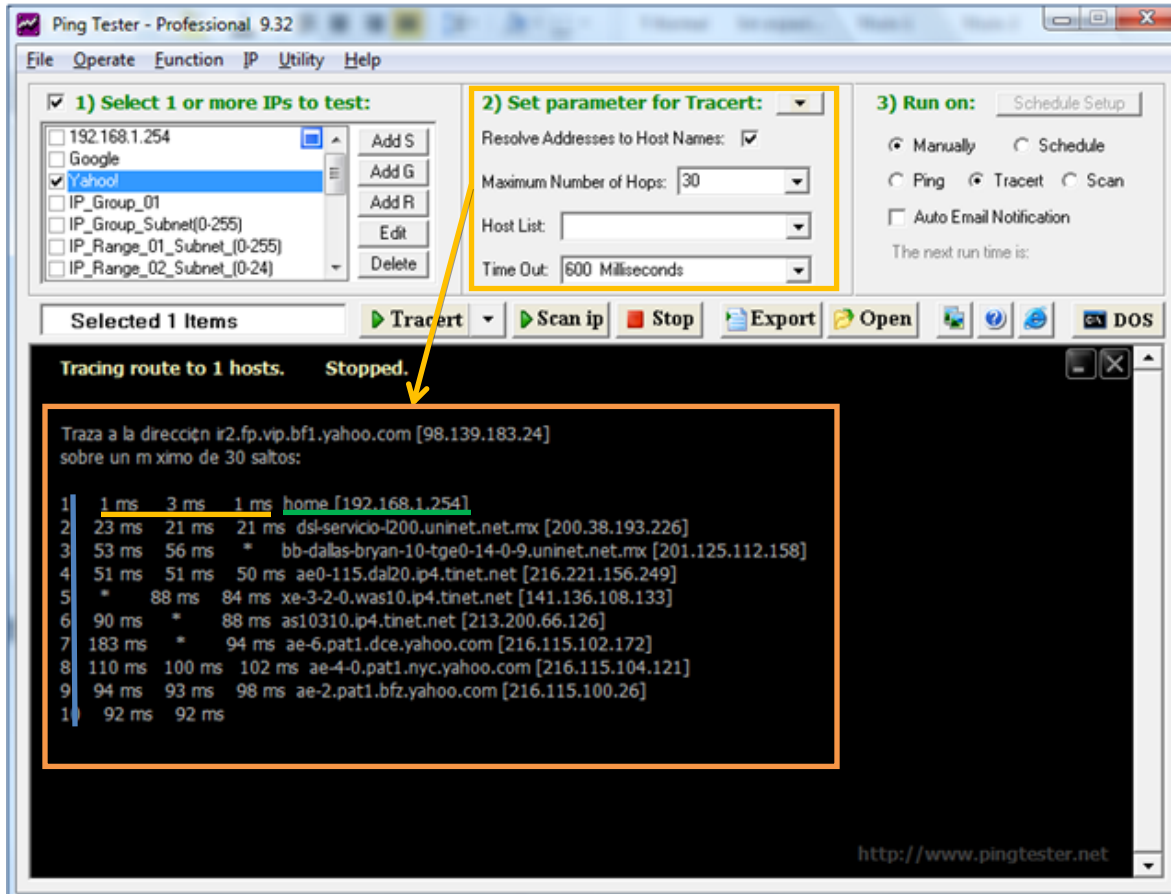 Ping Tester - Professional 9.32
File Operate Function IP Utility Help
1) Select 1 or more IPs to test:
192.168.1.254
Google
Yahoo!
IP_Group_01
IP_Group_Subnet(0-255)
IP_Range_01_Subnet_(0-255)
IP_Range_02_Subnet_(0-24)
Add S
Add G
Add R
Edit
Delete
2) Set parameter for Tracert:
Resolve Addresses to Host Names:
Maximum Number of Hops: 30
Host List:
Time Out: 600 Milliseconds
3) Run on: Schedule Setup
Manually Schedule
Ping Tracert Scan
Auto Email Notification
The next run time is:
Selected 1 Items Tracert Scan ip Stop Export Open DOS
Tracing route to 1 hosts. Stopped.
Traza a la direcci¢n ir2.fp.vip.bf1.yahoo.com [98.139.183.24]
sobre un m ximo de 30 saltos:
1 1 ms 3 ms 1 ms home [192.168.1.254]
2 23 ms 21 ms 21 ms dsl-servicio-l200.uninet.net.mx [200.38.193.226]
3 53 ms 56 ms * bb-dallas-bryan-10-tge0-14-0-9.uninet.net.mx [201.125.112.158]
4 51 ms 51 ms 50 ms ae0-115.dal20.ip4.tinet.net [216.221.156.249]
5 * 88 ms 84 ms xe-3-2-0.was10.ip4.tinet.net [141.136.108.133]
6 90 ms * 88 ms as10310.ip4.tinet.net [213.200.66.126]
7 183 ms * 94 ms ae-6.pat1.dce.yahoo.com [216.115.102.172]
8 110 ms 100 ms 102 ms ae-4-0.pat1.nyc.yahoo.com [216.115.104.121]
9 94 ms 93 ms 98 ms ae-2.pat1.bfz.yahoo.com [216.115.100.26]
10 92 ms 92 ms
http://www.pingtester.net